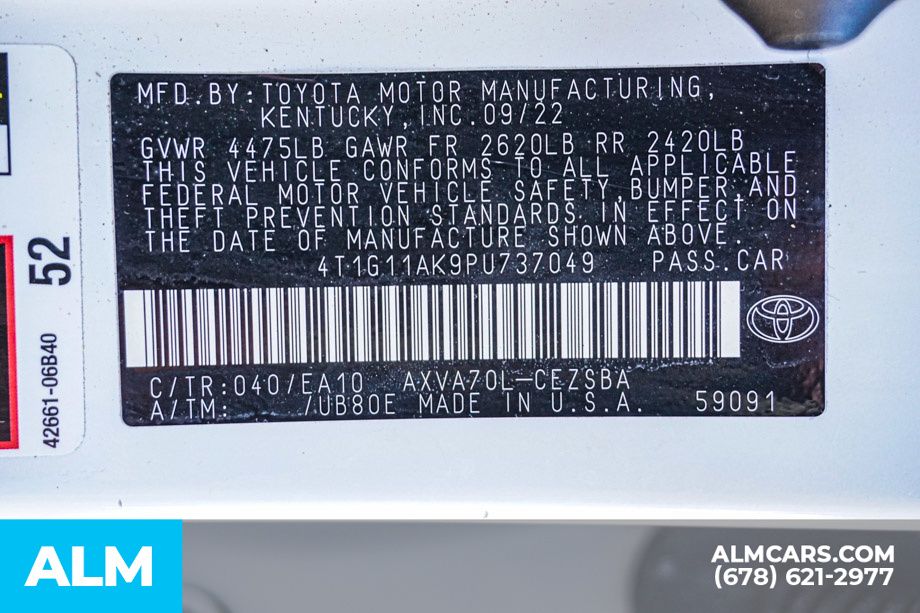 MFD.BY:TOYOTA MOTOR MANUFACTURING,
KENTUCKY,INC.09/22
GVWR 4475LB GAWR FR 2620LB RR 2420LB
THIS VEHICLE CONFORMS TO ALL APPLICABLE
FEDERAL MOTOR VEHICLE SAFETY,BUMPER,AND
THEFT PREVENTION STANDARDS IN EFFECT ON
THE DATE OF MANUFACTURE SHOWN ABOVE.
4T1G11AK9PU737049 PASS.CAR
C/TR:040/EA10 AXVA70L-CEZSBA
A/TM: /UB80E MADE IN U.S.A. 59091
52
42661-06B40
ALM
ALMCARS.COM
(678) 621-2977